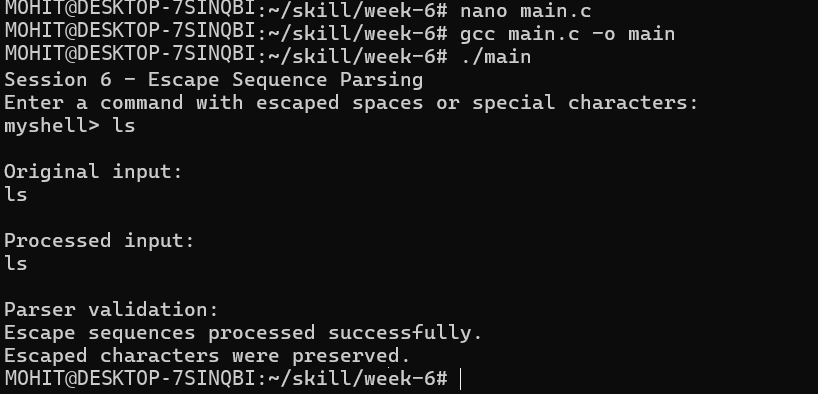 MOHIT@DESKTOP-7SINQBI:~/skill/week-6# nano main.c
MOHIT@DESKTOP-7SINQBI:~/skill/week-6# gcc main.c -o main
MOHIT@DESKTOP-7SINQBI:~/skill/week-6# ./main
Session 6 - Escape Sequence Parsing
Enter a command with escaped spaces or special characters:
myshell> ls
Original input:
ls
Processed input:
ls
Parser validation:
Escape sequences processed successfully.
Escaped characters were preserved.
MOHIT@DESKTOP-7SINQBI:~/skill/week-6#